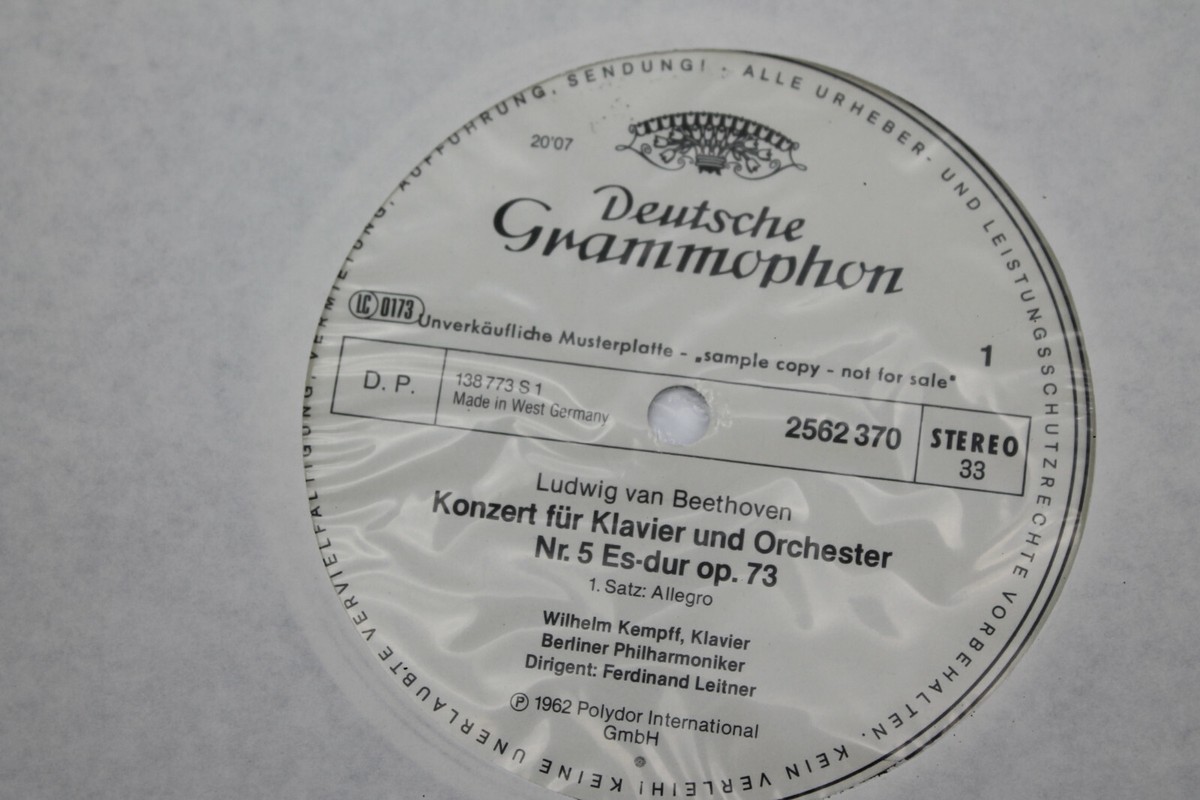 ALLE URHEBER- UND LEISTUNGSSCHUTZRECHTE VORBEHALTEN. KEIN VERLEIH! KEINE UNERLAUBTE VERVIELFÄLTIGUNG, VERMIETUNG, AUFFÜHRUNG, SENDUNG! ·
20'07
Deutsche
Grammophon
LC 0173
Unverkäufliche Musterplatte - „sample copy - not for sale"
1
D. P.
138 773 S 1
Made in West Germany
2562 370
STEREO
33
Ludwig van Beethoven
Konzert für Klavier und Orchester
Nr. 5 Es-dur op. 73
1. Satz: Allegro
Wilhelm Kempff, Klavier
Berliner Philharmoniker
Dirigent: Ferdinand Leitner
℗ 1962 Polydor International
GmbH